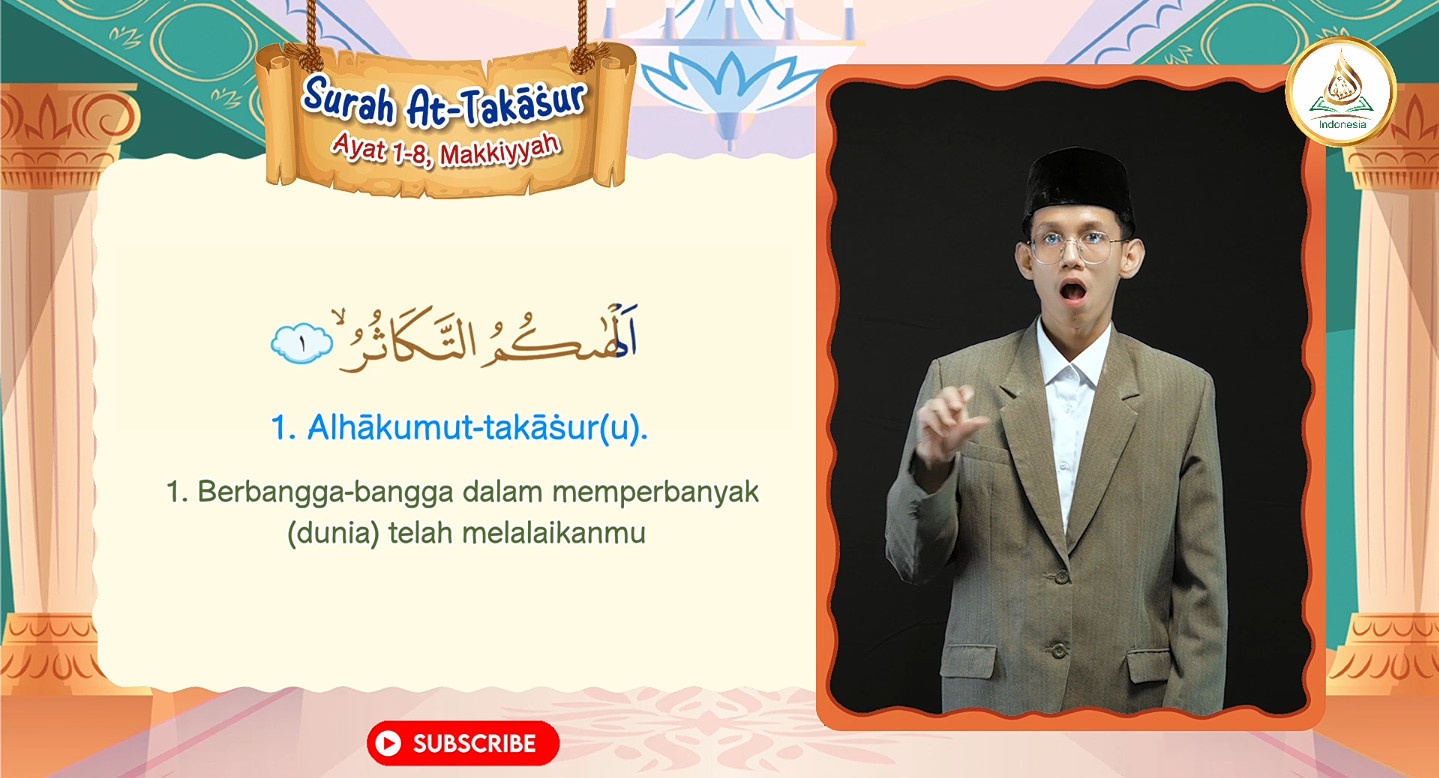 Surah At-Takāṡur
Ayat 1-8, Makkiyyah
Indonesia
اَلْهٰىكُمُ التَّكَاثُرُۙ ١
1. Alhākumut-takāṡur(u).
1. Berbangga-bangga dalam memperbanyak
(dunia) telah melalaikanmu
SUBSCRIBE